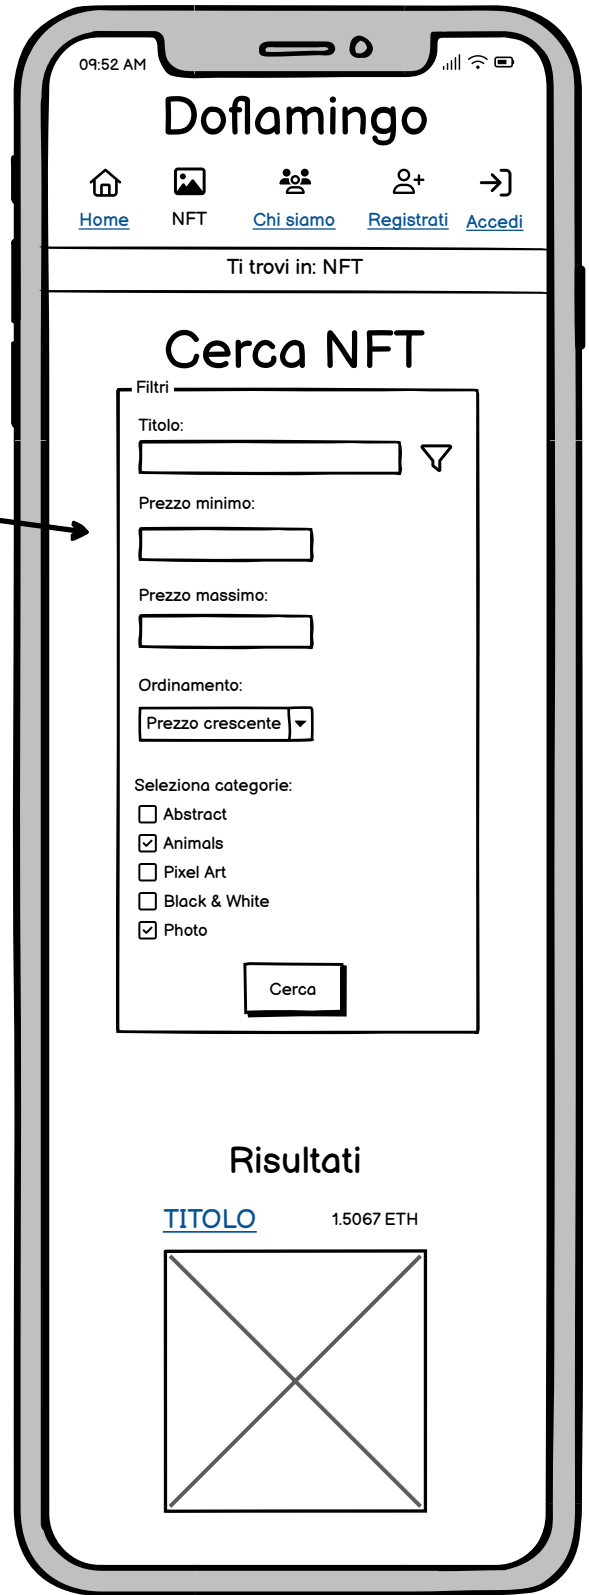 09:52 AM
Doflamingo
Home NFT Chi siamo Registrati Accedi
Ti trovi in: NFT
Cerca NFT
Filtri
Titolo:
Prezzo minimo:
Prezzo massimo:
Ordinamento:
Prezzo crescente
Seleziona categorie:
Abstract
Animals
Pixel Art
Black & White
Photo
Cerca
Risultati
TITOLO 1.5067 ETH